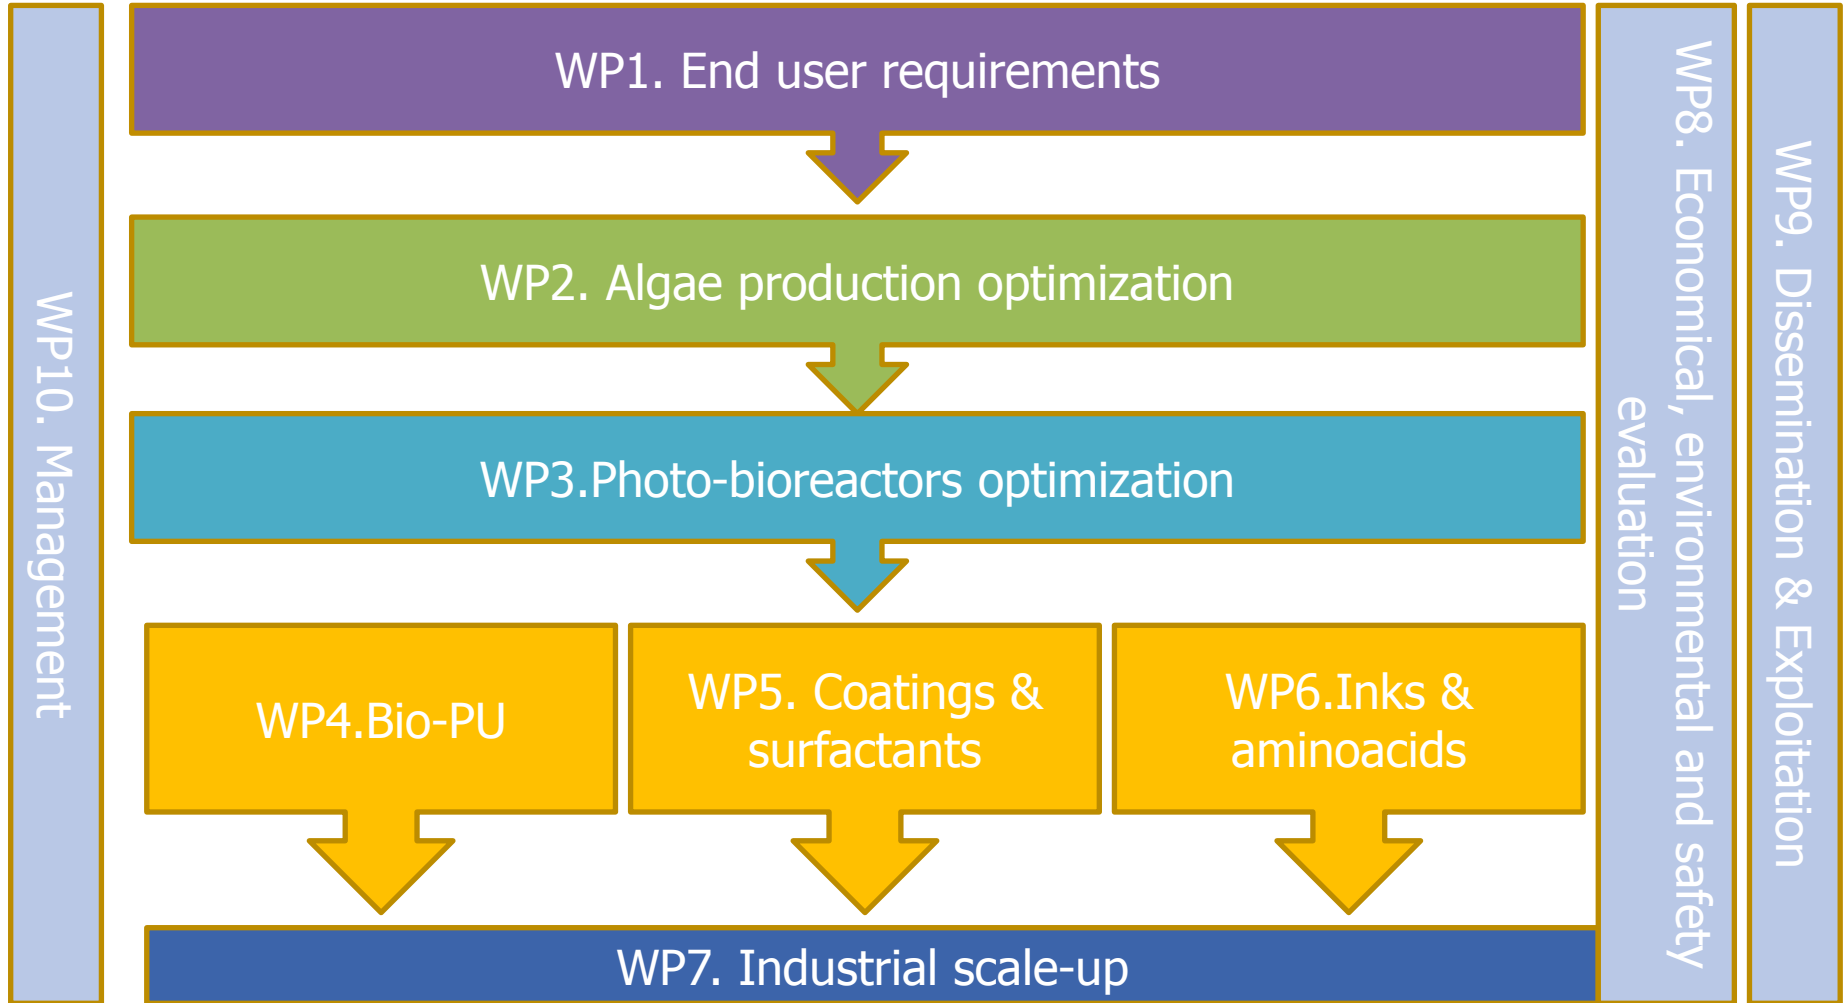 WP10. Management
WP1. End user requirements
WP2. Algae production optimization
WP3.Photo-bioreactors optimization
WP4.Bio-PU
WP5. Coatings &
surfactants
WP6.Inks &
aminoacids
WP7. Industrial scale-up
WP8. Economical, environmental and safety
evaluation
WP9. Dissemination & Exploitation